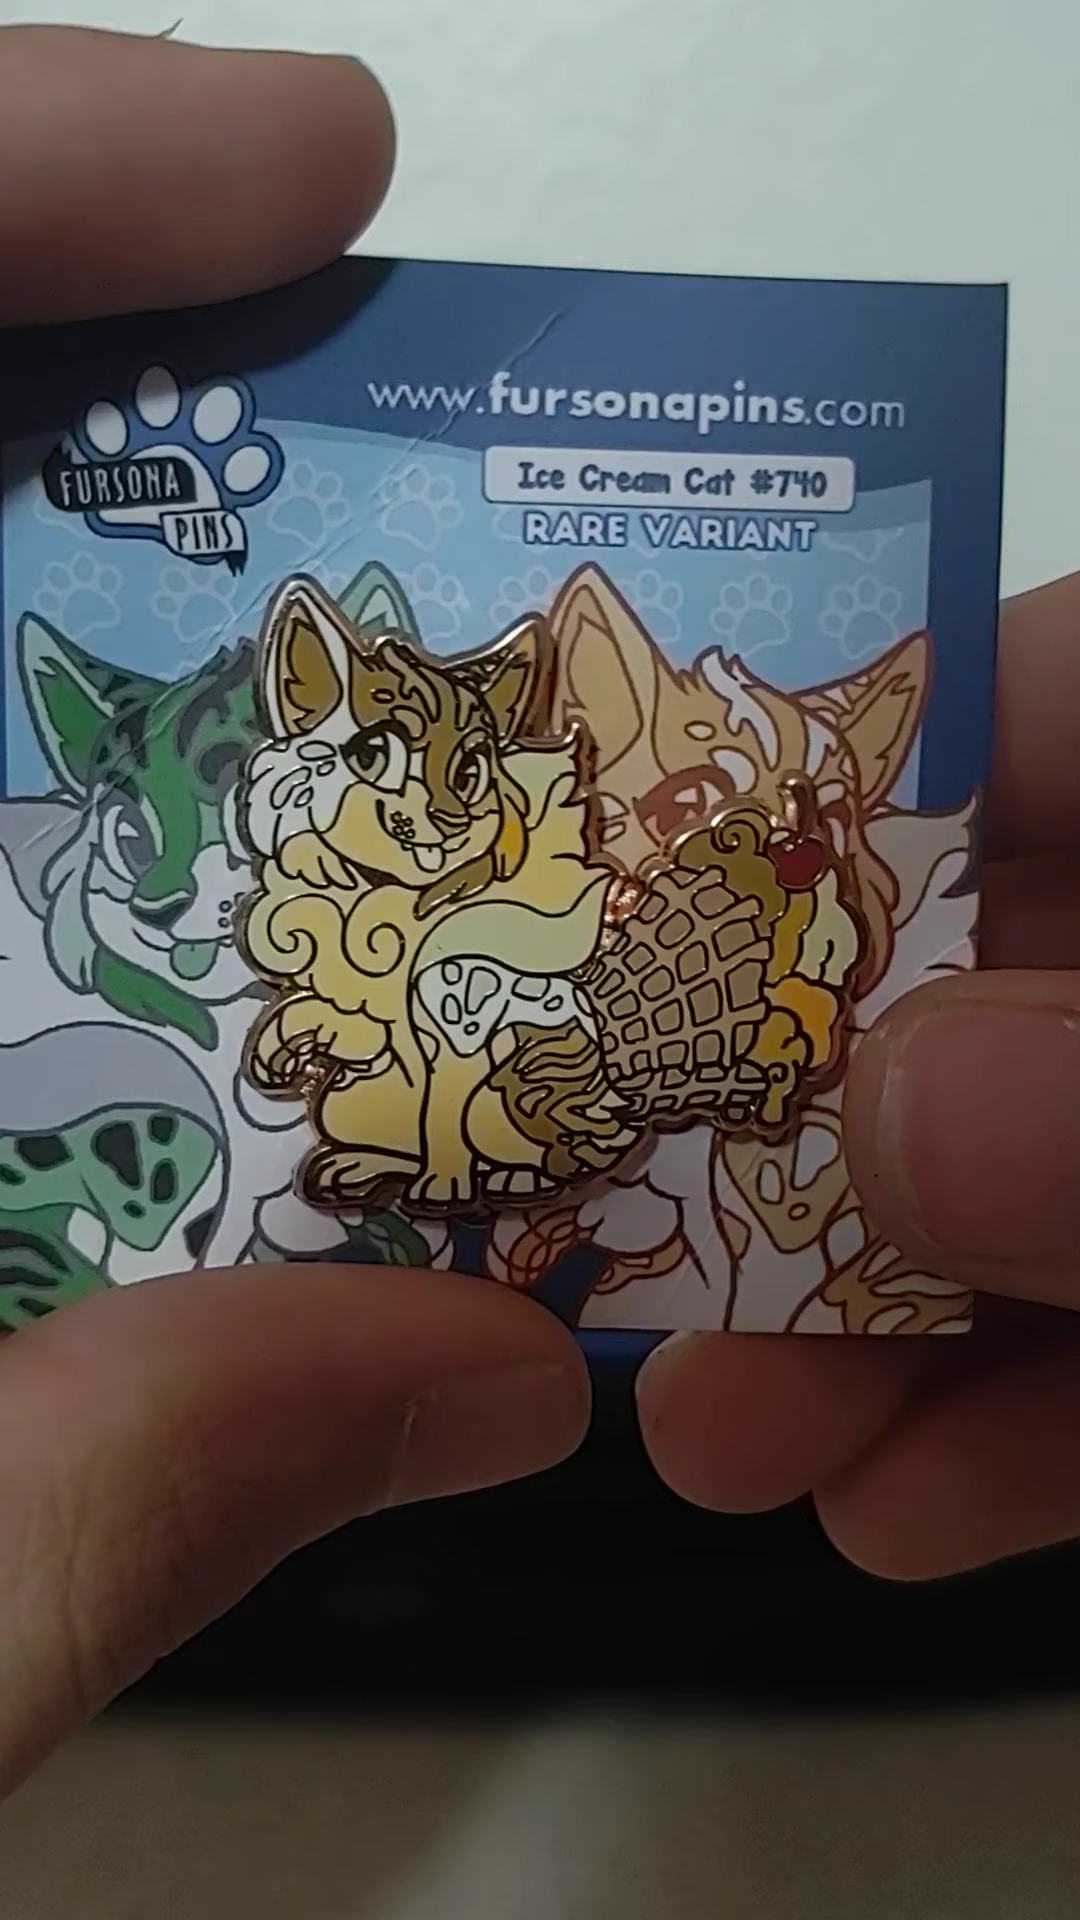 www.fursonapins.com
FURSONA
PINS
Ice Cream Cat #740
RARE VARIANT